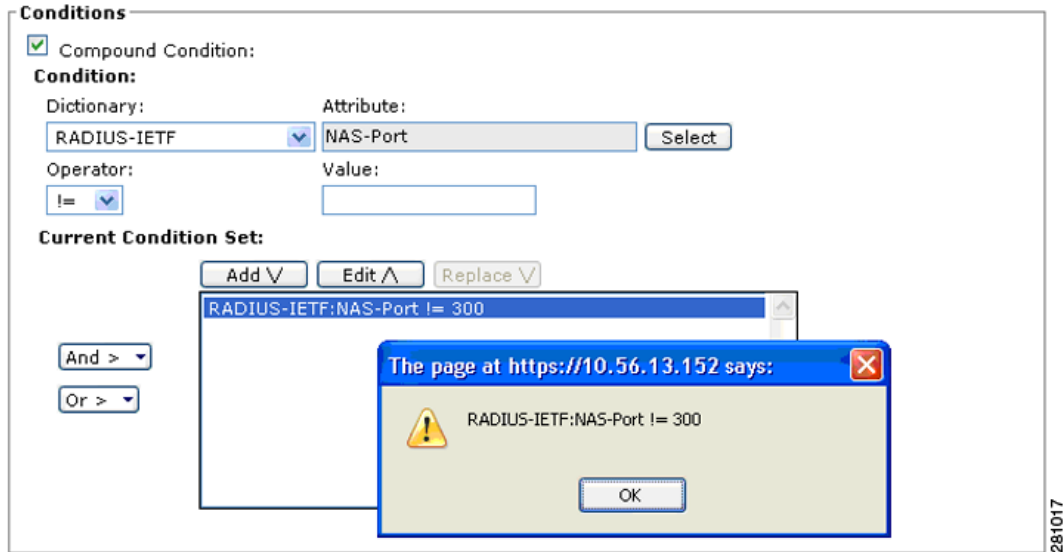 Conditions
Compound Condition:
Condition:
Dictionary: Attribute:
RADIUS-IETF NAS-Port Select
Operator: Value:
!=
Current Condition Set:
Add \/ Edit /\ Replace \/
RADIUS-IETF:NAS-Port != 300
And >
Or >
The page at https://10.56.13.152 says:
RADIUS-IETF:NAS-Port != 300
OK
281017